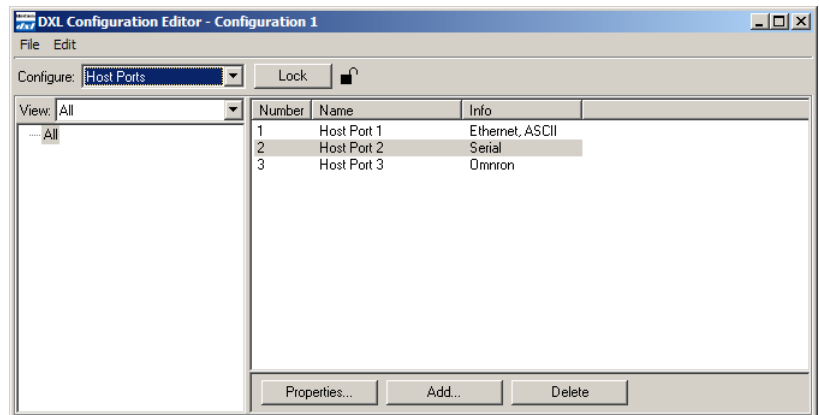 DXL Configuration Editor - Configuration 1
File Edit
Configure: Host Ports Lock
View: All Number Name Info
All 1 Host Port 1 Ethernet, ASCII
2 Host Port 2 Serial
3 Host Port 3 Omnron
Properties... Add... Delete